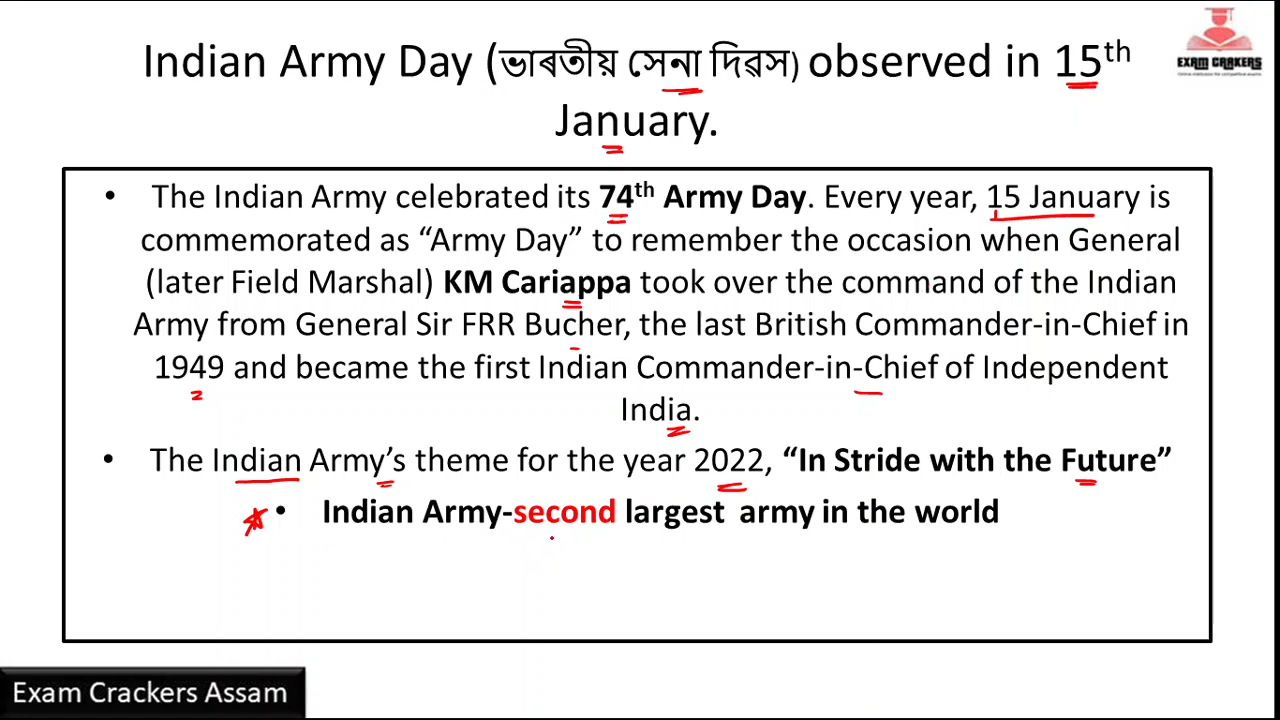 Indian Army Day (ভাৰতীয় সেনা দিৱস) observed in 15th
January.
EXAM CRAKERS
• The Indian Army celebrated its 74th Army Day. Every year, 15 January is
commemorated as “Army Day” to remember the occasion when General
(later Field Marshal) KM Cariappa took over the command of the Indian
Army from General Sir FRR Bucher, the last British Commander-in-Chief in
1949 and became the first Indian Commander-in-Chief of Independent
India.
• The Indian Army’s theme for the year 2022, “In Stride with the Future”
• Indian Army-second largest army in the world
Exam Crackers Assam